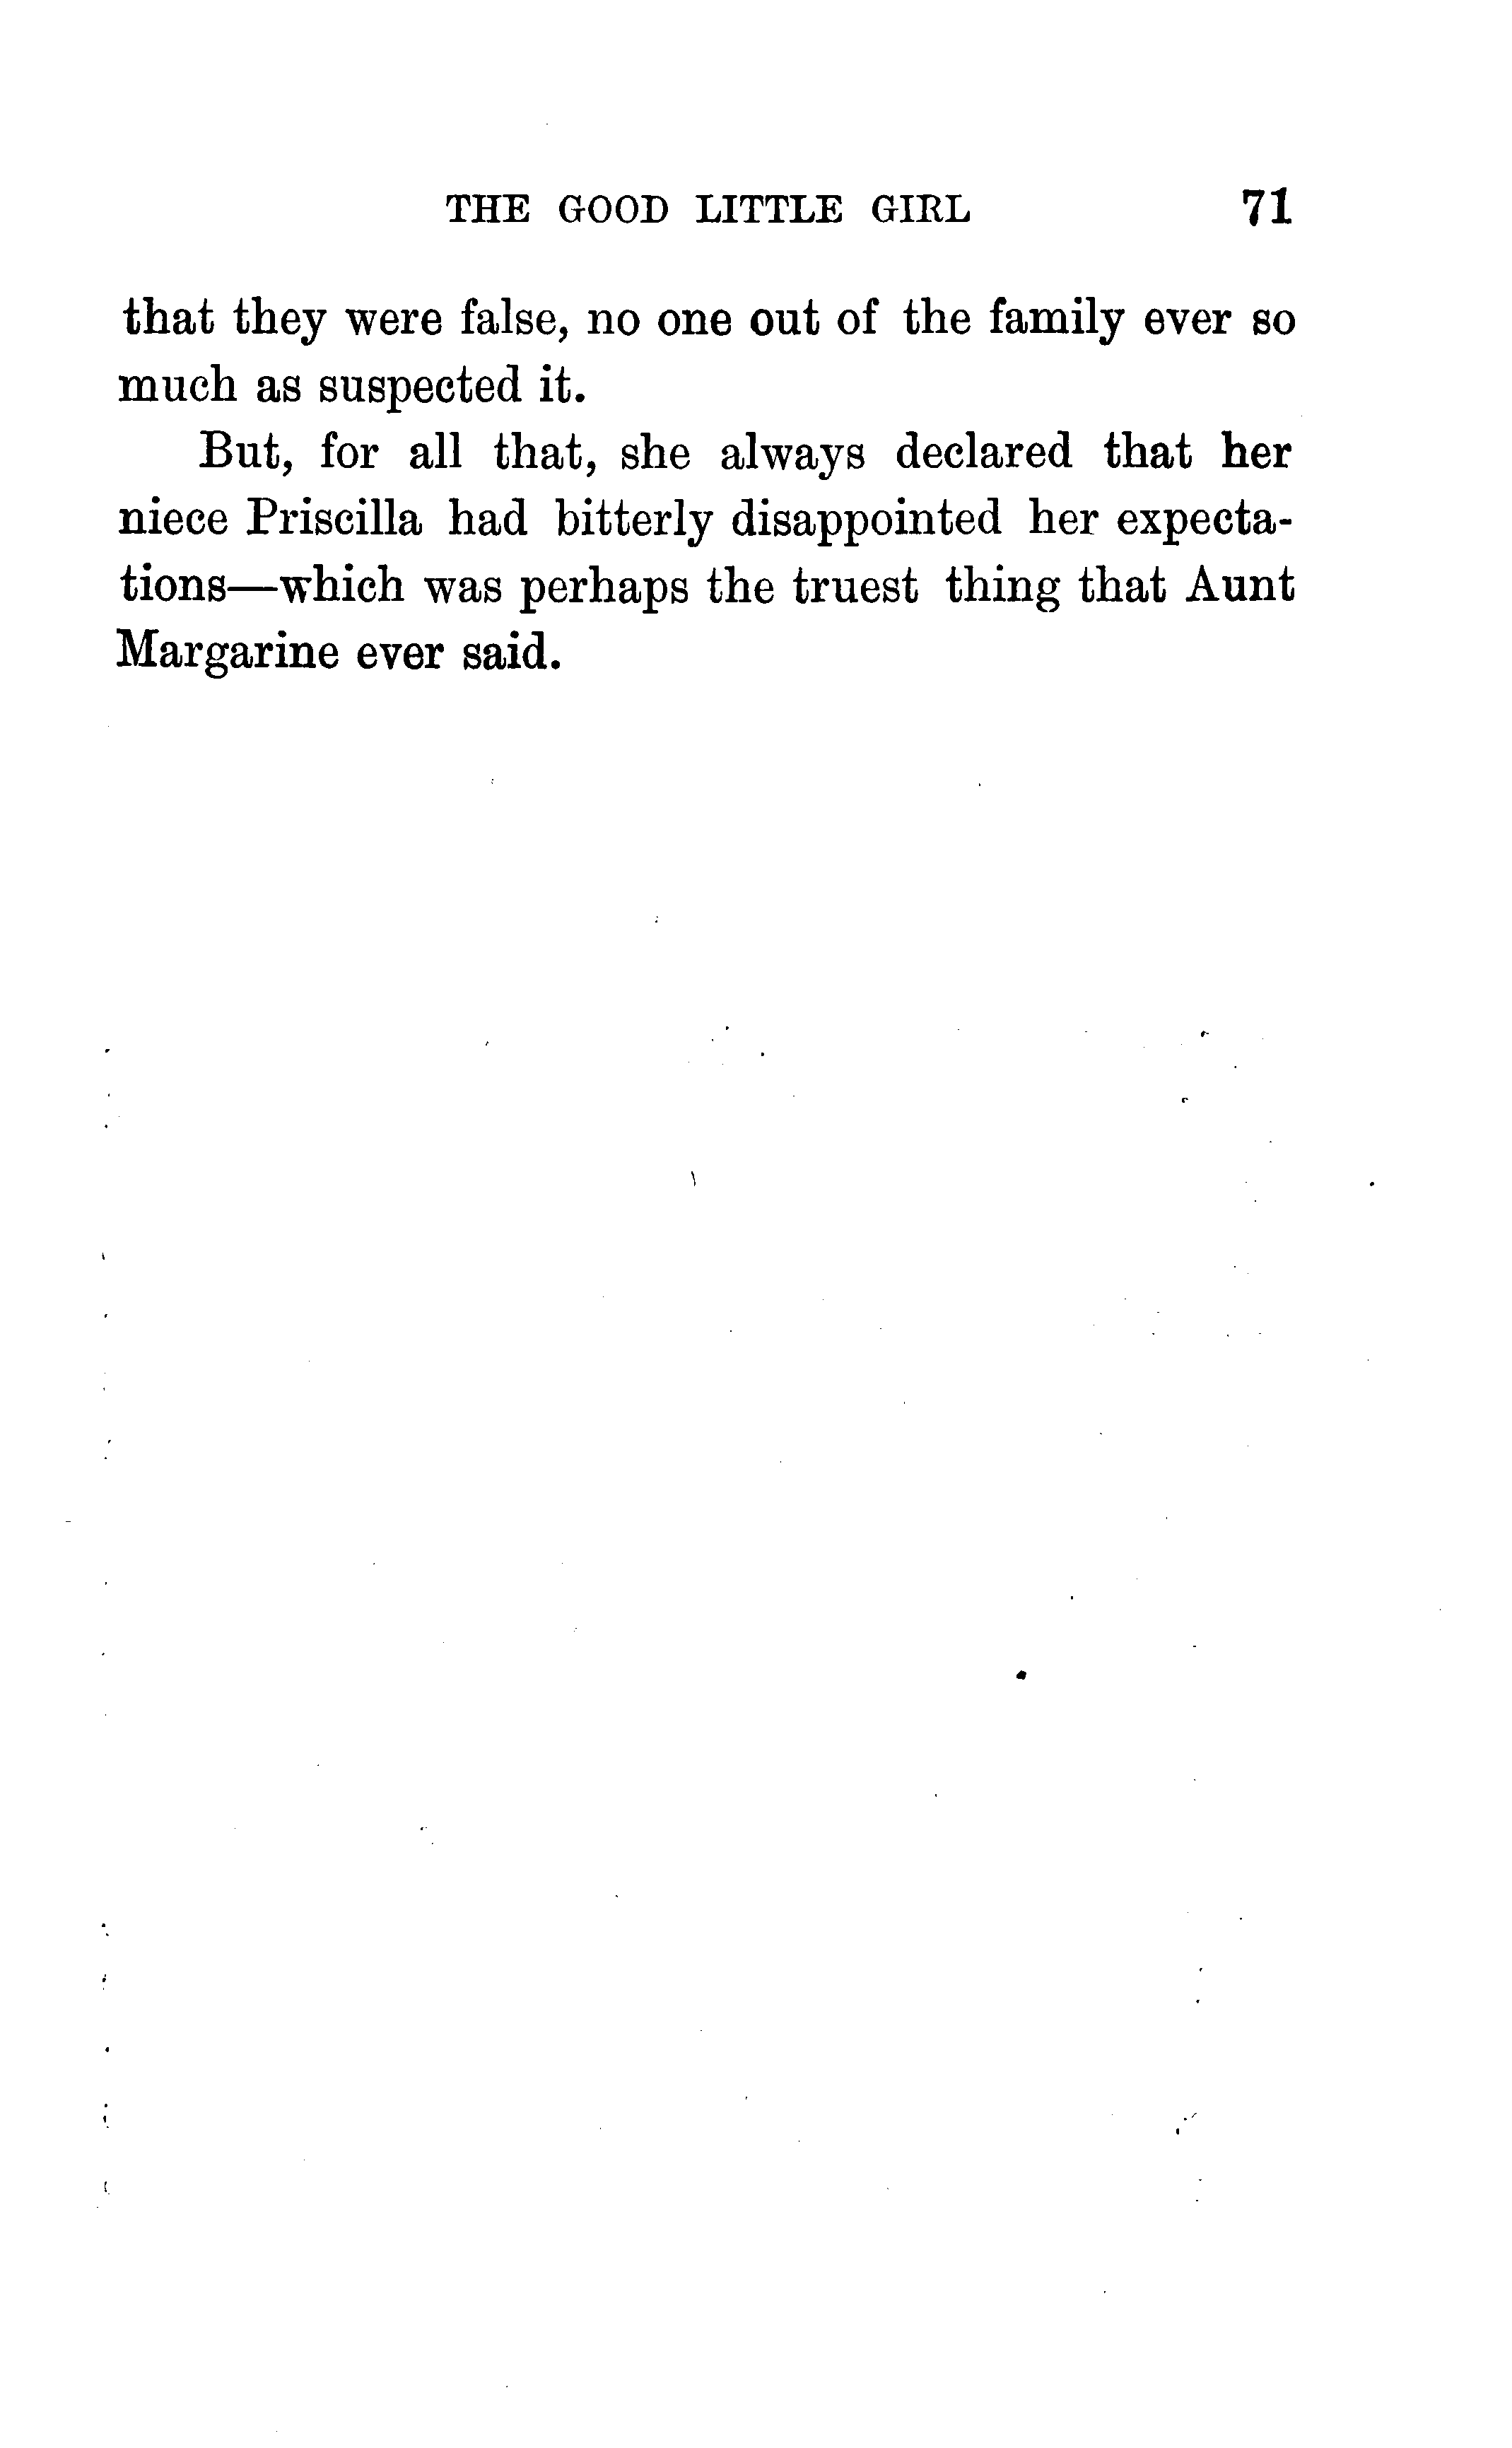 THE GOOD LITTLE GIRL 71
that they were false, no one out of the family ever so
much as suspected it.
But, for all that, she always declared that her
niece Priscilla had bitterly disappointed her expecta-
tions—which was perhaps the truest thing that Aunt
Margarine ever said.